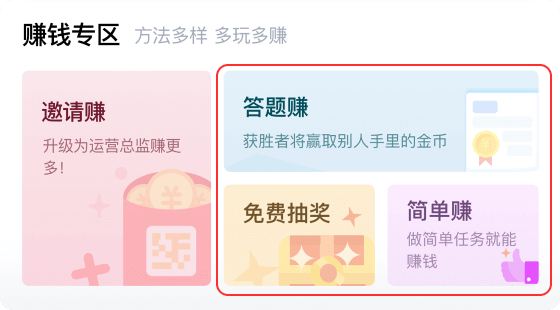 赚钱专区 方法多样 多玩多赚
邀请赚
升级为运营总监赚更
多！
答题赚
获胜者将赢取别人手里的金币
免费抽奖
简单赚
做简单任务就能
赚钱